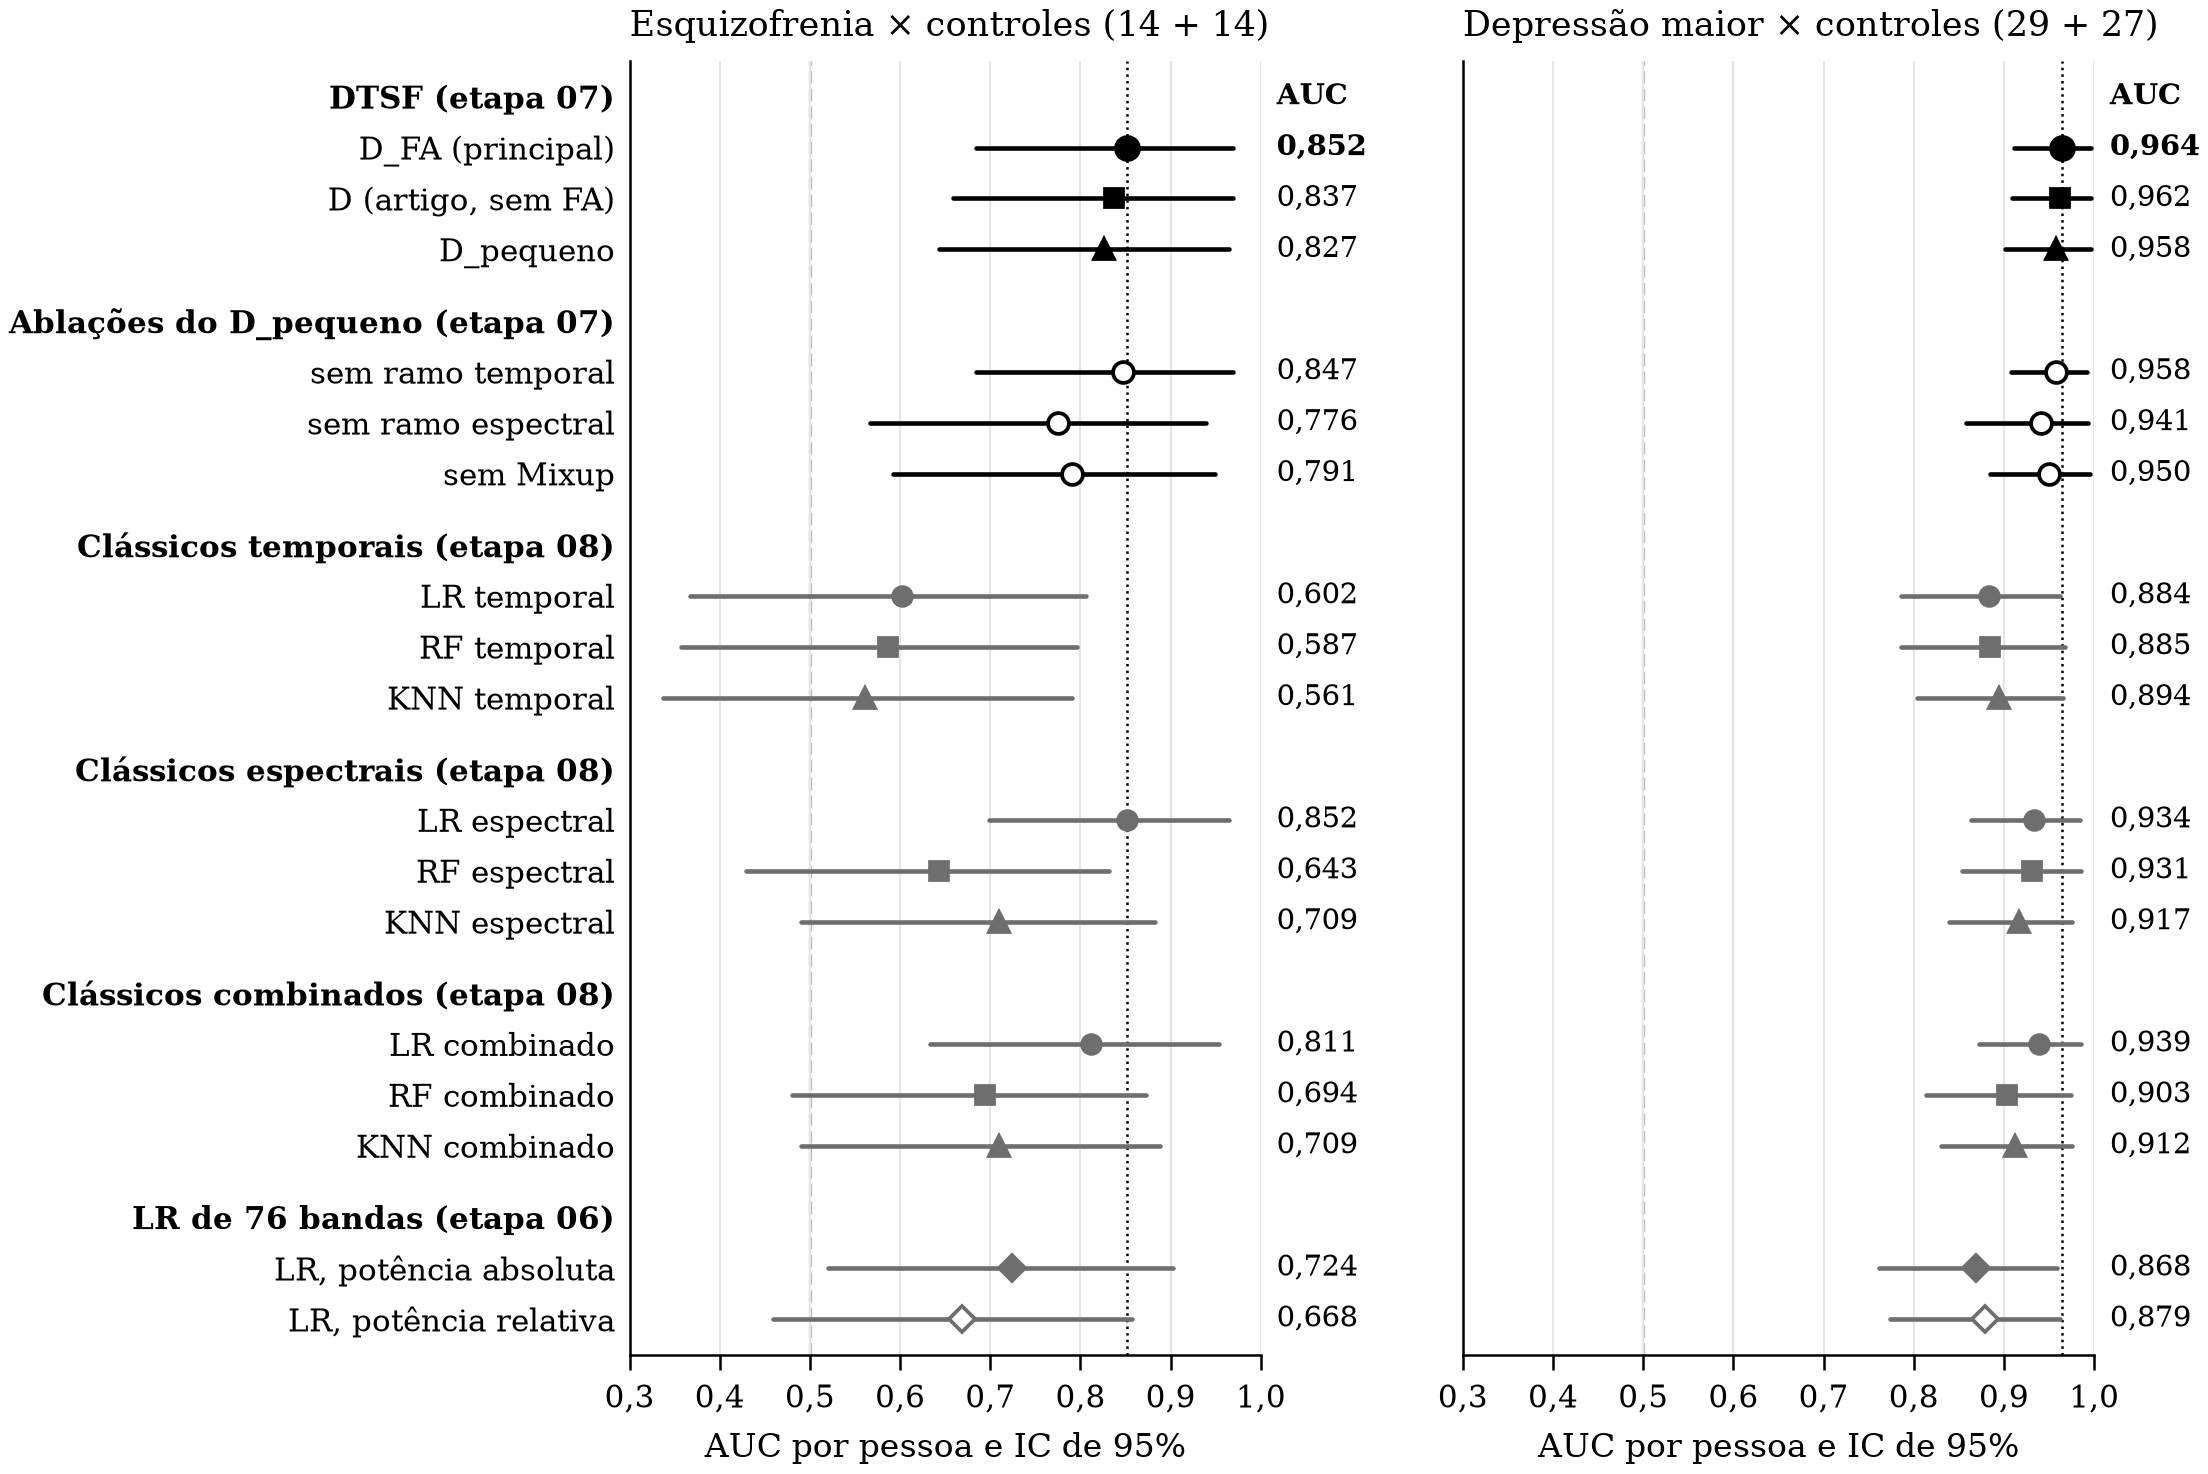 Esquizofrenia × controles (14 + 14)
Depressão maior × controles (29 + 27)
DTSF (etapa 07) AUC AUC
D_FA (principal) 0,852 0,964
D (artigo, sem FA) 0,837 0,962
D_pequeno 0,827 0,958
Ablações do D_pequeno (etapa 07)
sem ramo temporal 0,847 0,958
sem ramo espectral 0,776 0,941
sem Mixup 0,791 0,950
Clássicos temporais (etapa 08)
LR temporal 0,602 0,884
RF temporal 0,587 0,885
KNN temporal 0,561 0,894
Clássicos espectrais (etapa 08)
LR espectral 0,852 0,934
RF espectral 0,643 0,931
KNN espectral 0,709 0,917
Clássicos combinados (etapa 08)
LR combinado 0,811 0,939
RF combinado 0,694 0,903
KNN combinado 0,709 0,912
LR de 76 bandas (etapa 06)
LR, potência absoluta 0,724 0,868
LR, potência relativa 0,668 0,879
0,3 0,4 0,5 0,6 0,7 0,8 0,9 1,0
0,3 0,4 0,5 0,6 0,7 0,8 0,9 1,0
AUC por pessoa e IC de 95%
AUC por pessoa e IC de 95%